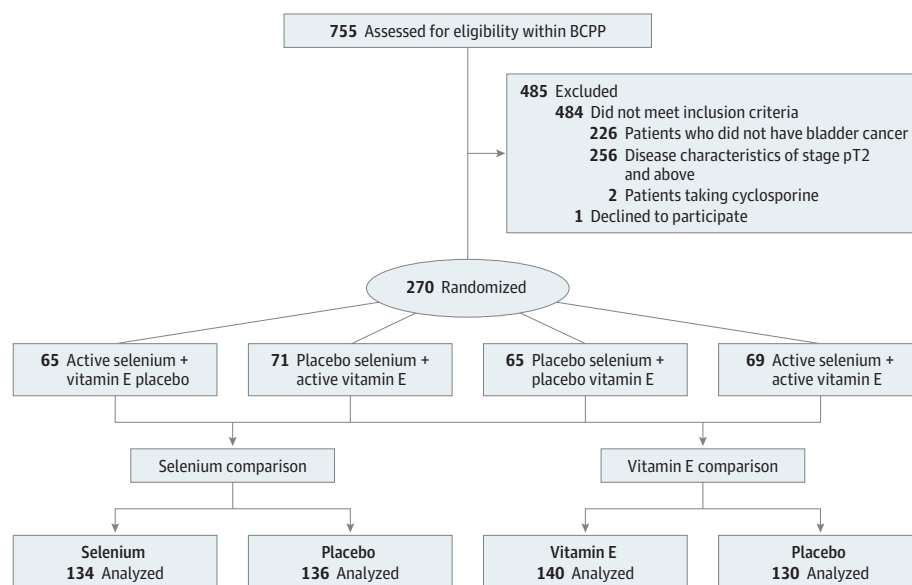 755 Assessed for eligibility within BCPP
485 Excluded
484 Did not meet inclusion criteria
226 Patients who did not have bladder cancer
256 Disease characteristics of stage pT2
and above
2 Patients taking cyclosporine
1 Declined to participate
270 Randomized
65 Active selenium +
vitamin E placebo
71 Placebo selenium +
active vitamin E
65 Placebo selenium +
placebo vitamin E
69 Active selenium +
active vitamin E
Selenium comparison
Vitamin E comparison
Selenium
134 Analyzed
Placebo
136 Analyzed
Vitamin E
140 Analyzed
Placebo
130 Analyzed